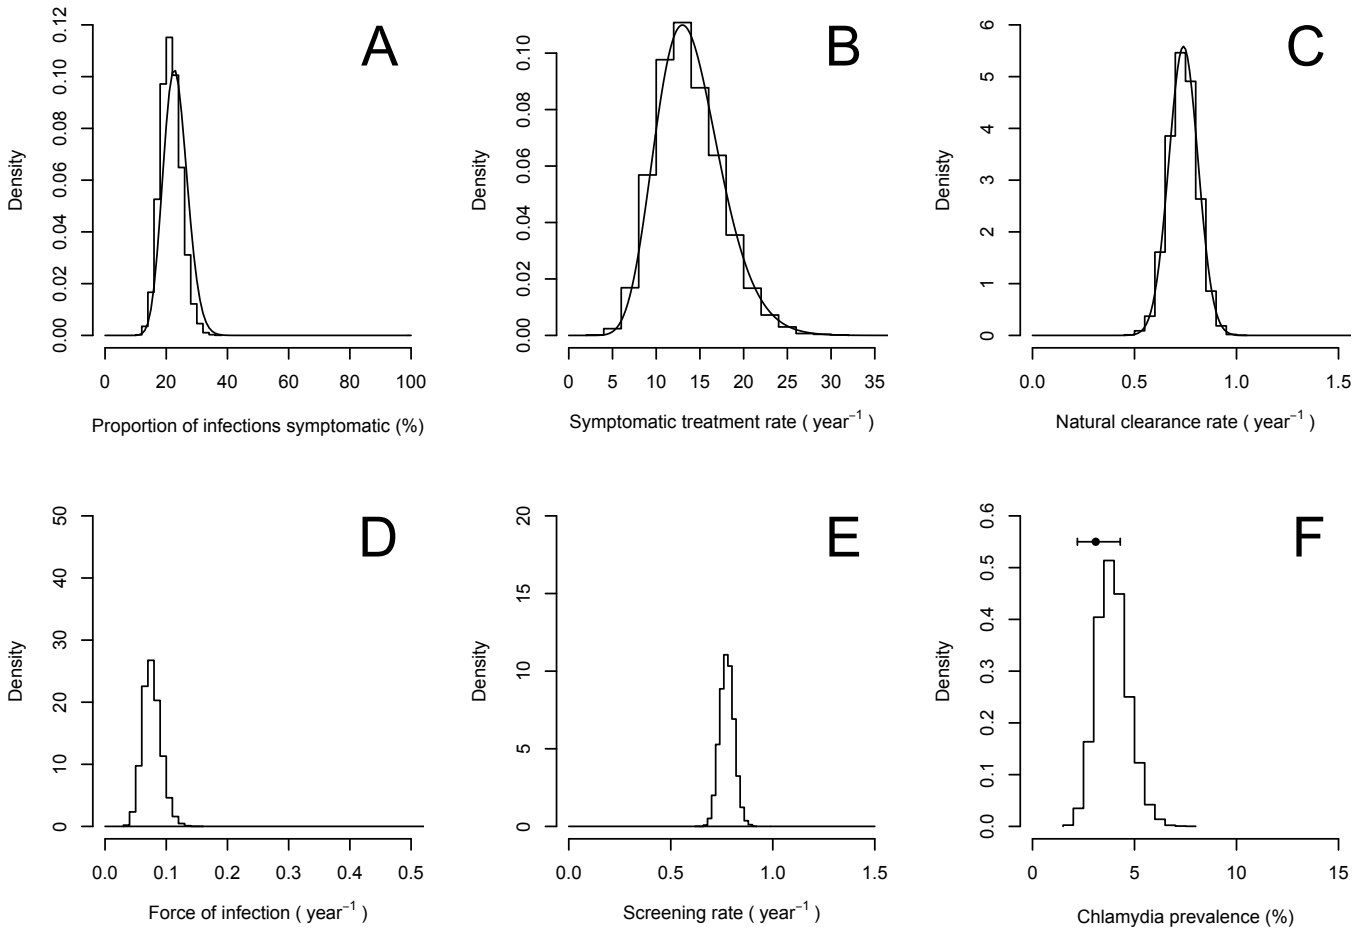 A
Density
0.00 0.02 0.04 0.06 0.08 0.10 0.12
0 20 40 60 80 100
Proportion of infections symptomatic (%)
B
Density
0.00 0.02 0.04 0.06 0.08 0.10
0 5 10 15 20 25 30 35
Symptomatic treatment rate ( year⁻¹ )
C
Denisty
0 1 2 3 4 5 6
0.0 0.5 1.0 1.5
Natural clearance rate ( year⁻¹ )
D
Density
0 10 20 30 40 50
0.0 0.1 0.2 0.3 0.4 0.5
Force of infection ( year⁻¹ )
E
Density
0 5 10 15 20
0.0 0.5 1.0 1.5
Screening rate ( year⁻¹ )
F
Density
0.0 0.1 0.2 0.3 0.4 0.5 0.6
0 5 10 15
Chlamydia prevalence (%)